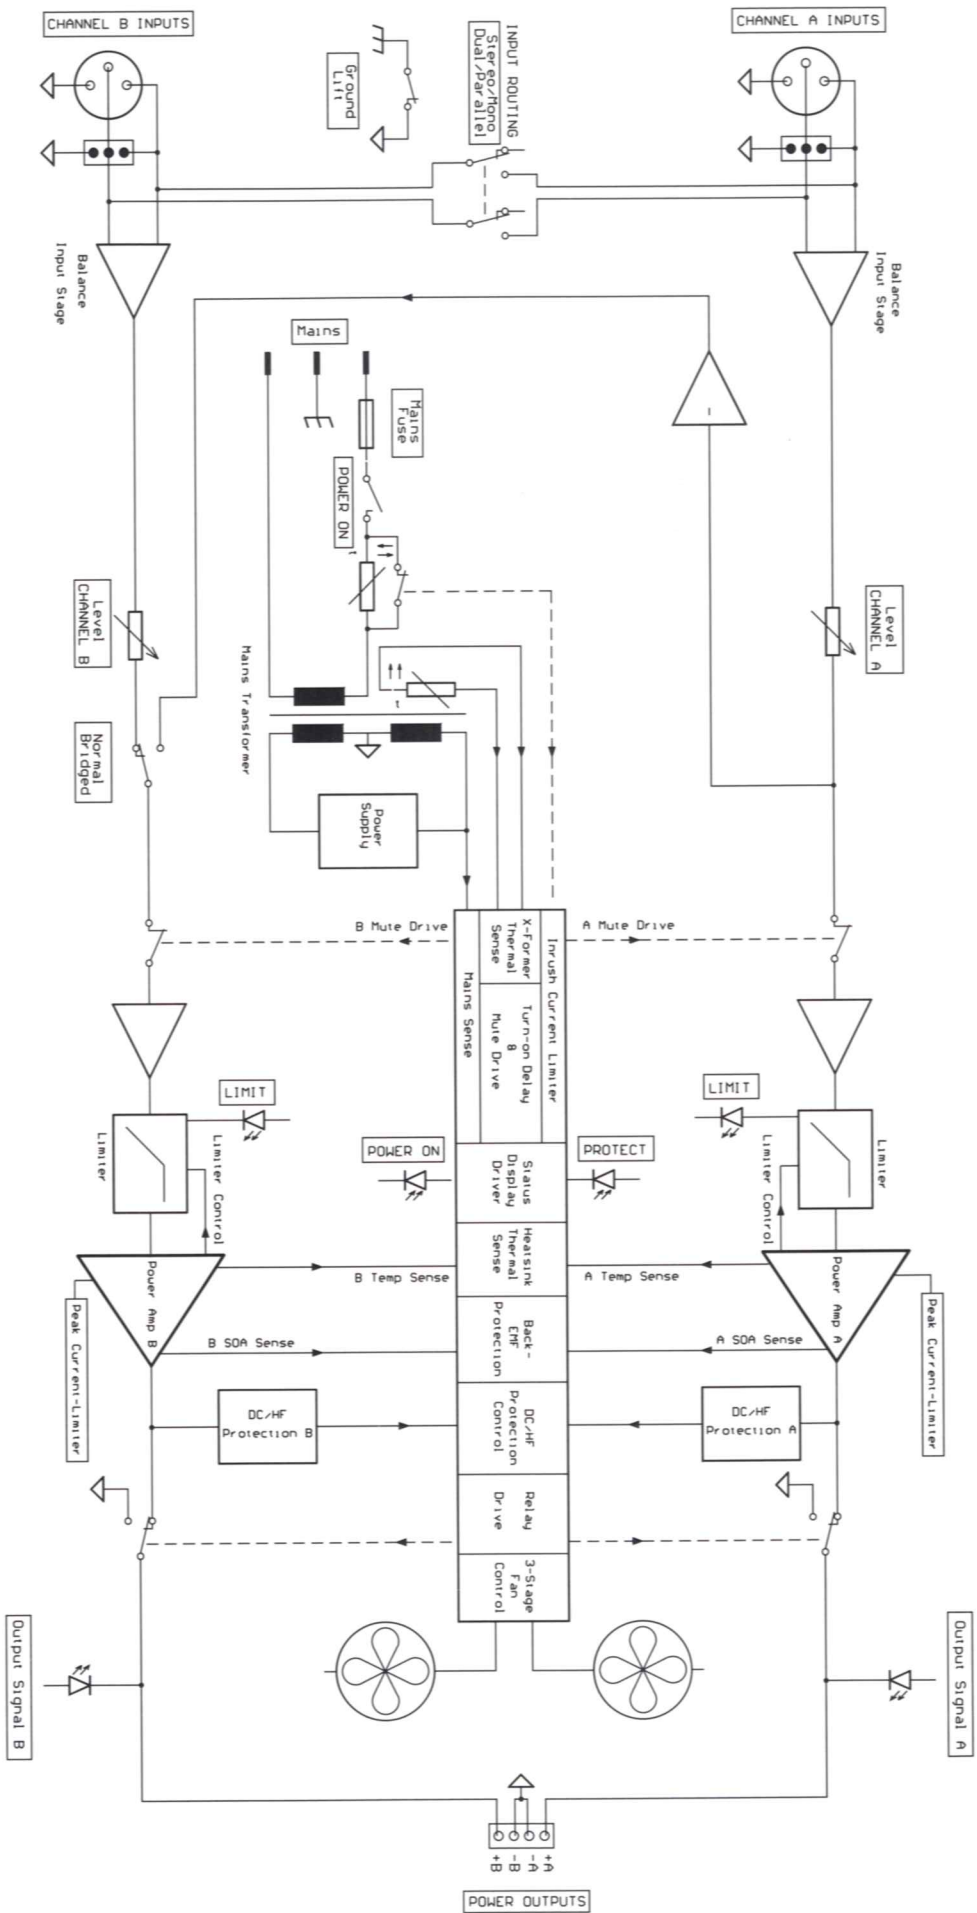 CHANNEL B INPUTS
CHANNEL A INPUTS
INPUT ROUTING
Stereo/Mono
Dual/Parallel
Ground
Lift
Balance
Input Stage
Balance
Input Stage
Mains
Mains
Fuse
POWER ON
t
Level
CHANNEL B
Level
CHANNEL A
-
t
Mains Transformer
Normal
Bridged
Power
Supply
B Mute Drive
A Mute Drive
Inrush Current Limiter
X-Former
Thermal
Sense
Turn-on Delay
&
Mute Drive
Mains Sense
LIMIT
LIMIT
Limiter
Limiter
Limiter Control
Limiter Control
POWER ON
PROTECT
Status
Display
Driver
B Temp Sense
Heatsink
Thermal
Sense
A Temp Sense
Power Amp B
Power Amp A
Peak Current-Limiter
Peak Current-Limiter
B SOA Sense
Back-
EMF
Protection
A SOA Sense
DC/HF
Protection B
DC/HF
Protection
Control
DC/HF
Protection A
Relay
Drive
3-Stage
Fan
Control
Output Signal B
Output Signal A
+B
-B
-A
+A
POWER OUTPUTS